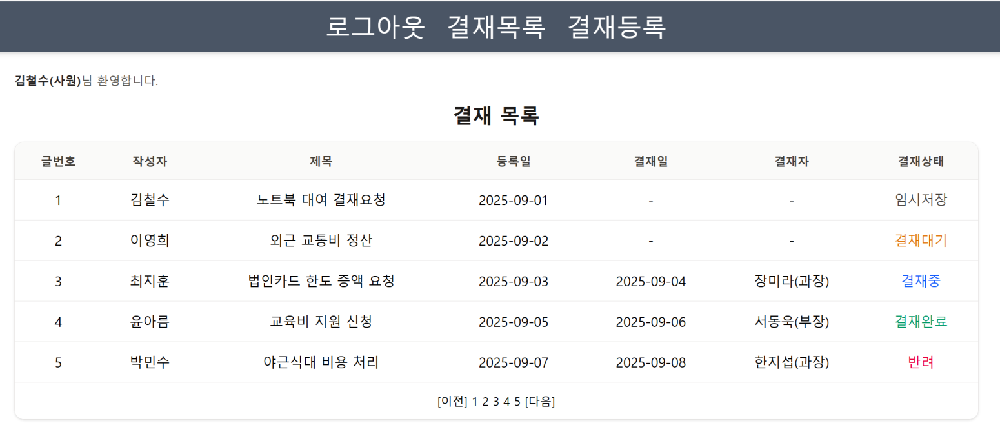 로그아웃 결재목록 결재등록
김철수(사원)님 환영합니다.
결재 목록
글번호 작성자 제목 등록일 결재일 결재자 결재상태
1 김철수 노트북 대여 결재요청 2025-09-01 - - 임시저장
2 이영희 외근 교통비 정산 2025-09-02 - - 결재대기
3 최지훈 법인카드 한도 증액 요청 2025-09-03 2025-09-04 장미라(과장) 결재중
4 윤아름 교육비 지원 신청 2025-09-05 2025-09-06 서동욱(부장) 결재완료
5 박민수 야근식대 비용 처리 2025-09-07 2025-09-08 한지섭(과장) 반려
[이전] 1 2 3 4 5 [다음]